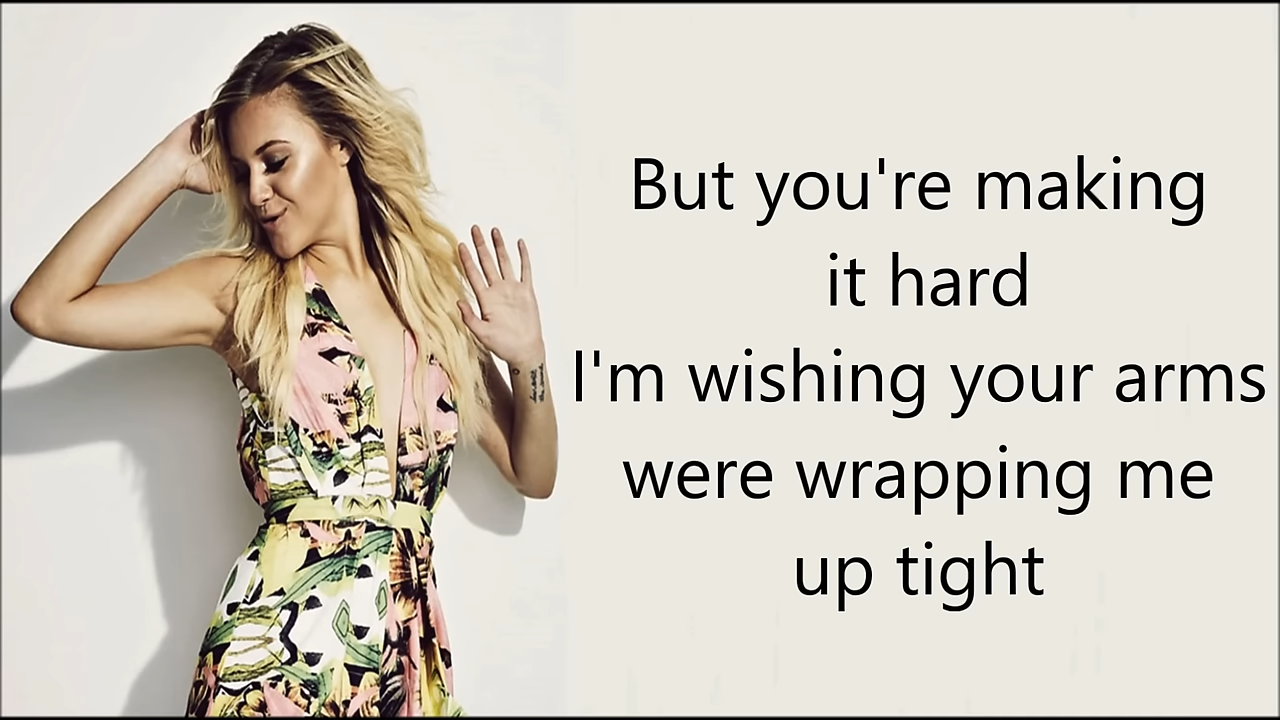 But you're making
it hard
I'm wishing your arms
were wrapping me
up tight